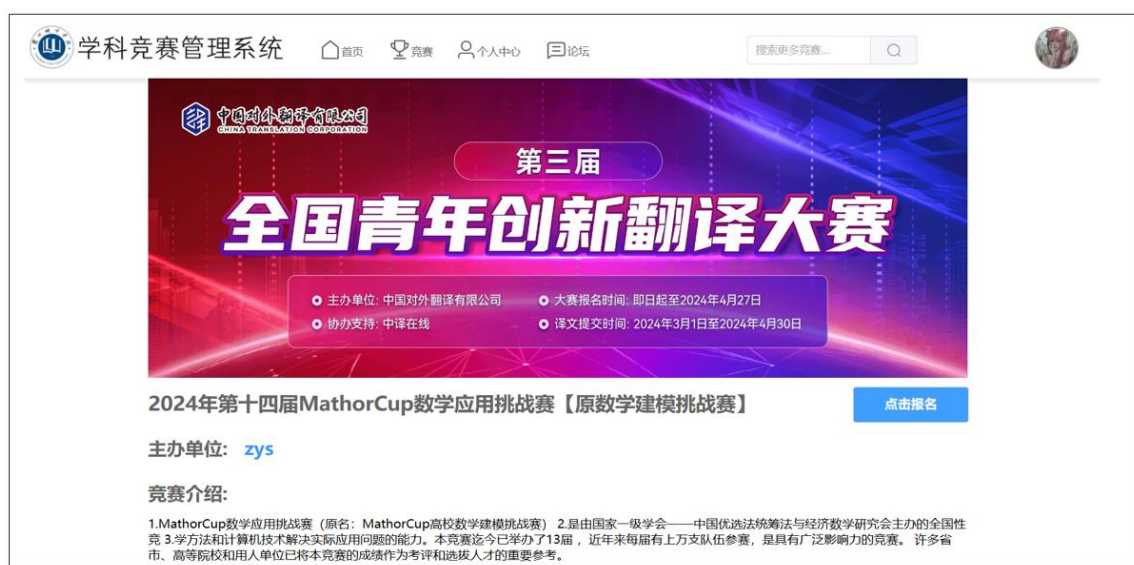 学科竞赛管理系统 首页 竞赛 个人中心 论坛 搜索更多竞赛...
中国对外翻译有限公司
CHINA TRANSLATION CORPORATION
第三届
全国青年创新翻译大赛
主办单位: 中国对外翻译有限公司 大赛报名时间: 即日起至2024年4月27日
协办支持: 中译在线 译文提交时间: 2024年3月1日至2024年4月30日
2024年第十四届MathorCup数学应用挑战赛【原数学建模挑战赛】 点击报名
主办单位: zys
竞赛介绍:
1.MathorCup数学应用挑战赛（原名：MathorCup高校数学建模挑战赛） 2.是由国家一级学会——中国优选法统筹法与经济数学研究会主办的全国性
竞 3.学方法和计算机技术解决实际应用问题的能力。本竞赛迄今已举办了13届 ，近年来每届有上万支队伍参赛，是具有广泛影响力的竞赛。 许多省
市、高等院校和用人单位已将本竞赛的成绩作为考评和选拔人才的重要参考。